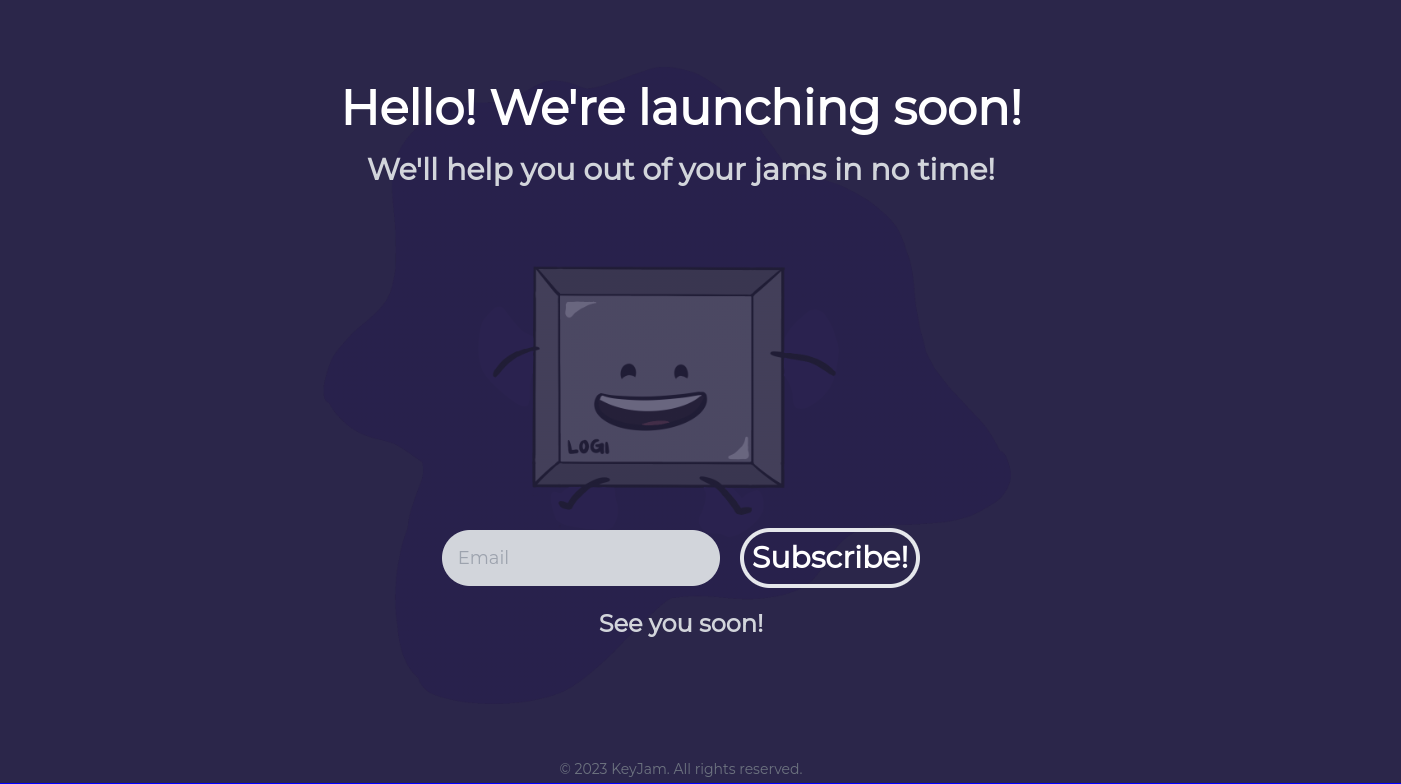 Hello! We're launching soon!
We'll help you out of your jams in no time!
LOGI
Email
Subscribe!
See you soon!
© 2023 KeyJam. All rights reserved.